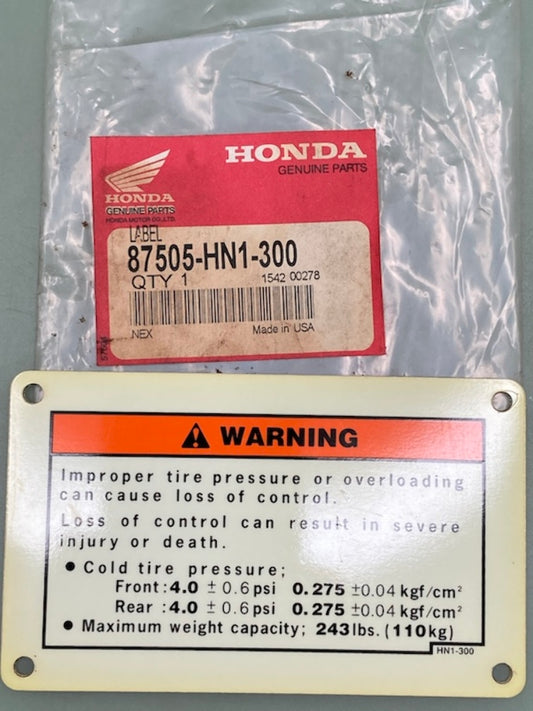 HONDA
GENUINE PARTS
HONDA
GENUINE PARTS
HONDA MOTOR CO.,LTD.
LABEL
87505-HN1-300
QTY 1 1542 00278
NEX Made in USA
WARNING
Improper tire pressure or overloading
can cause loss of control.
Loss of control can result in severe
injury or death.
● Cold tire pressure;
Front : 4.0 ± 0.6 psi 0.275 ±0.04 kgf/cm²
Rear : 4.0 ± 0.6 psi 0.275 ±0.04 kgf/cm²
● Maximum weight capacity; 243 lbs. (110kg)
HN1-300